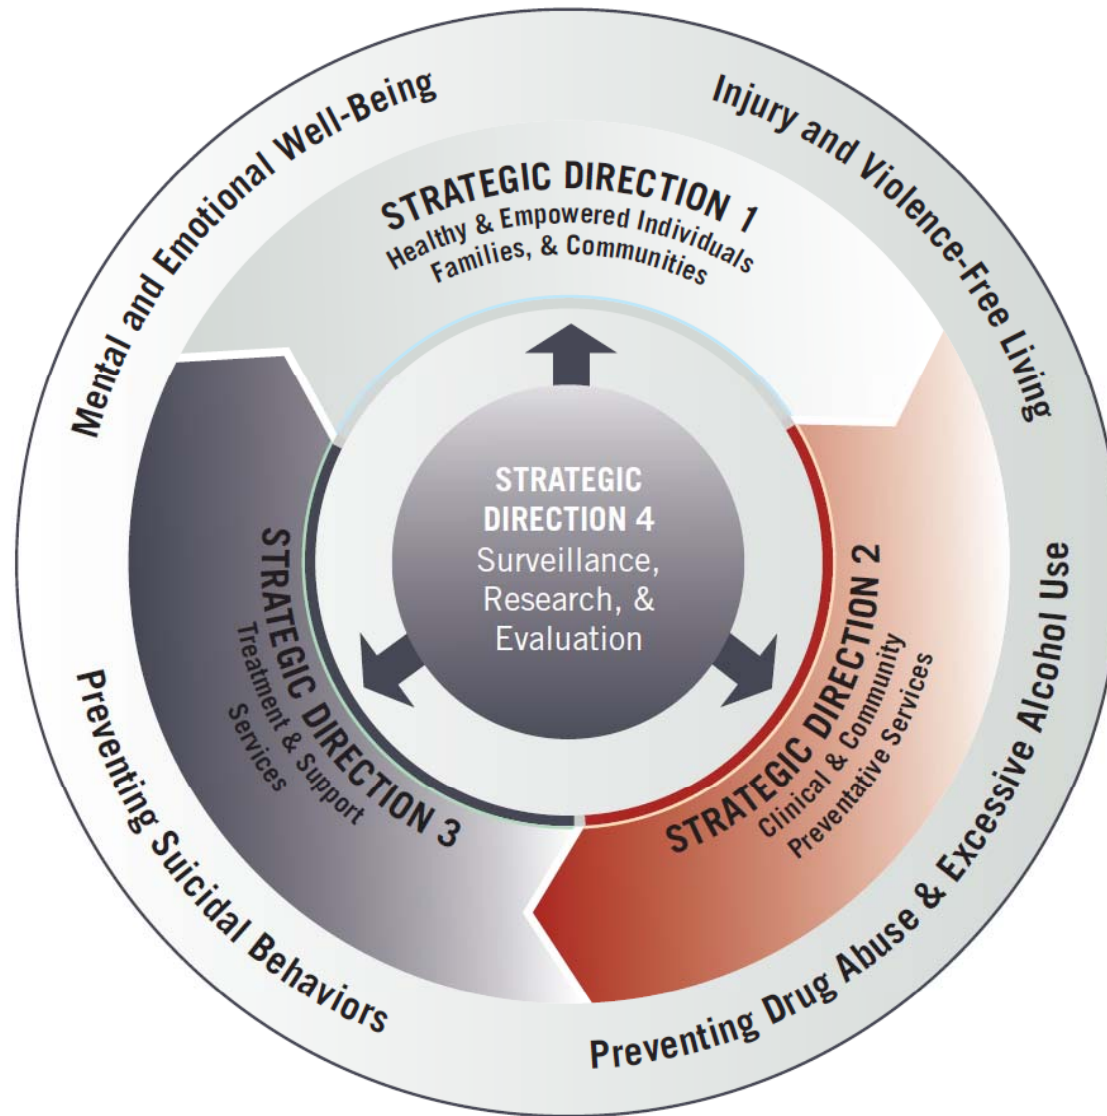 Mental and Emotional Well-Being
Injury and Violence-Free Living
STRATEGIC DIRECTION 1
Healthy & Empowered Individuals
Families, & Communities
STRATEGIC
DIRECTION 4
Surveillance,
Research, &
Evaluation
STRATEGIC DIRECTION 2
Clinical & Community
Preventative Services
STRATEGIC DIRECTION 3
Treatment & Support
Services
Preventing Suicidal Behaviors
Preventing Drug Abuse & Excessive Alcohol Use